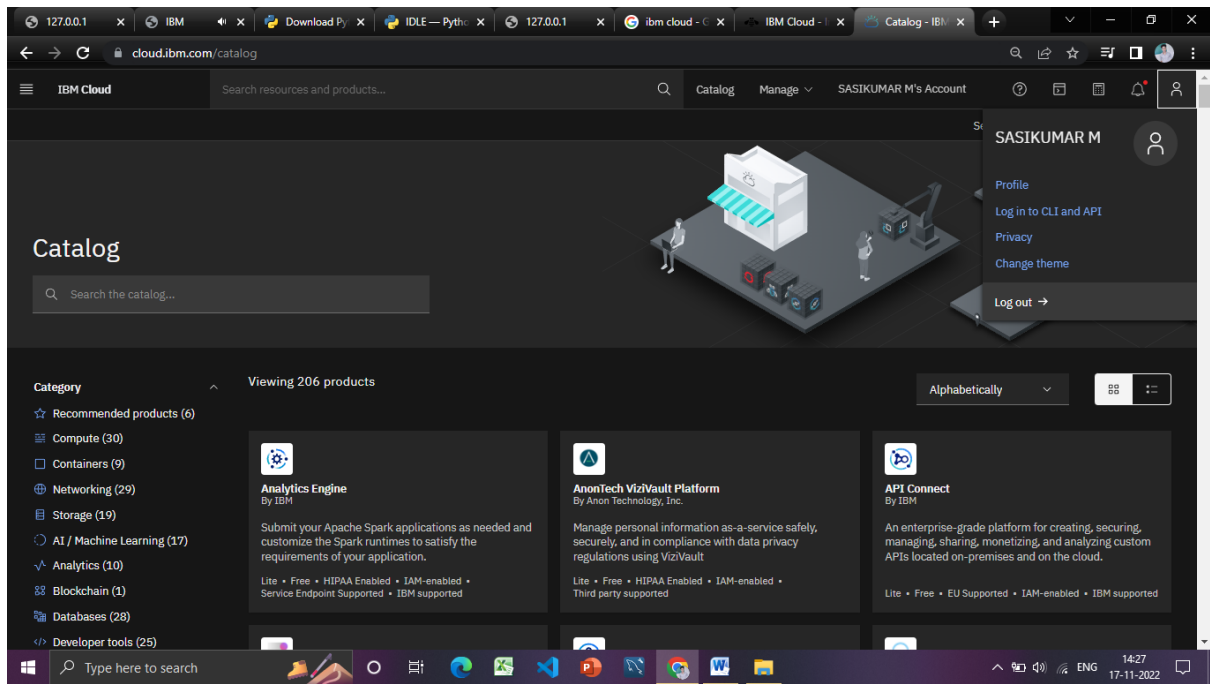 127.0.0.1
IBM
Download Py
IDLE — Pytho
127.0.0.1
ibm cloud - G
IBM Cloud - I
Catalog - IBM
cloud.ibm.com/catalog
IBM Cloud
Search resources and products...
Catalog
Manage
SASIKUMAR M's Account
Se
SASIKUMAR M
Profile
Log in to CLI and API
Privacy
Change theme
Log out →
Catalog
Search the catalog...
Category
Recommended products (6)
Compute (30)
Containers (9)
Networking (29)
Storage (19)
AI / Machine Learning (17)
Analytics (10)
Blockchain (1)
Databases (28)
Developer tools (25)
Viewing 206 products
Alphabetically
Analytics Engine
By IBM
Submit your Apache Spark applications as needed and
customize the Spark runtimes to satisfy the
requirements of your application.
Lite • Free • HIPAA Enabled • IAM-enabled •
Service Endpoint Supported • IBM supported
AnonTech ViziVault Platform
By Anon Technology, Inc.
Manage personal information as-a-service safely,
securely, and in compliance with data privacy
regulations using ViziVault
Lite • Free • HIPAA Enabled • IAM-enabled •
Third party supported
API Connect
By IBM
An enterprise-grade platform for creating, securing,
managing, sharing, monetizing, and analyzing custom
APIs located on-premises and on the cloud.
Lite • Free • EU Supported • IAM-enabled • IBM supported
Type here to search
ENG
14:27
17-11-2022